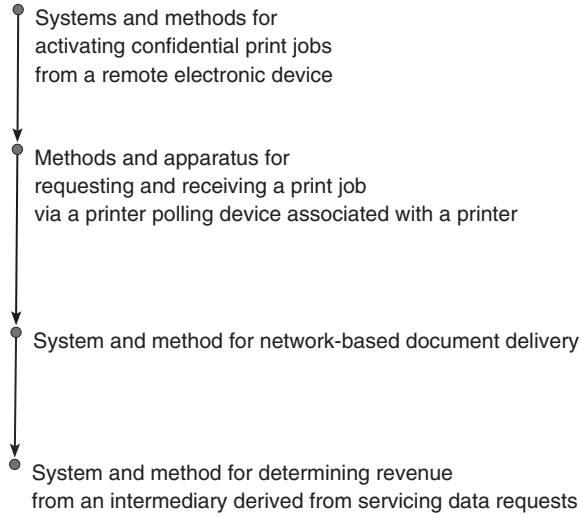 Systems and methods for
activating confidential print jobs
from a remote electronic device
Methods and apparatus for
requesting and receiving a print job
via a printer polling device associated with a printer
System and method for network-based document delivery
System and method for determining revenue
from an intermediary derived from servicing data requests